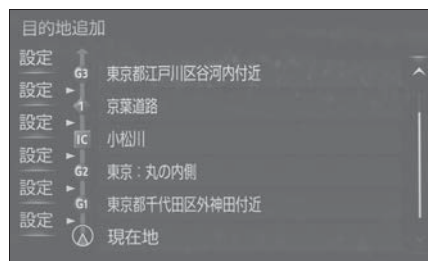 目的地追加
設定
G3 東京都江戸川区谷河内付近
設定
1 京葉道路
設定
IC 小松川
設定
G2 東京：丸の内側
設定
G1 東京都千代田区外神田付近
設定
現在地